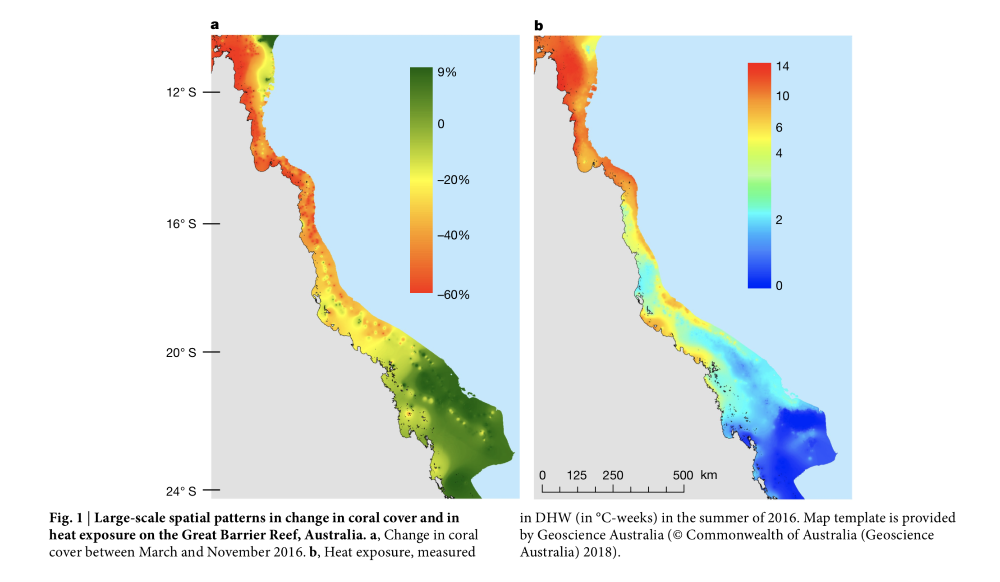 a
b
9%
0
–20%
–40%
–60%
12° S
16° S
20° S
24° S
14
10
6
4
2
0
0 125 250 500 km
Fig. 1 | Large-scale spatial patterns in change in coral cover and in
heat exposure on the Great Barrier Reef, Australia. a, Change in coral
cover between March and November 2016. b, Heat exposure, measured
in DHW (in °C-weeks) in the summer of 2016. Map template is provided
by Geoscience Australia (© Commonwealth of Australia (Geoscience
Australia) 2018).